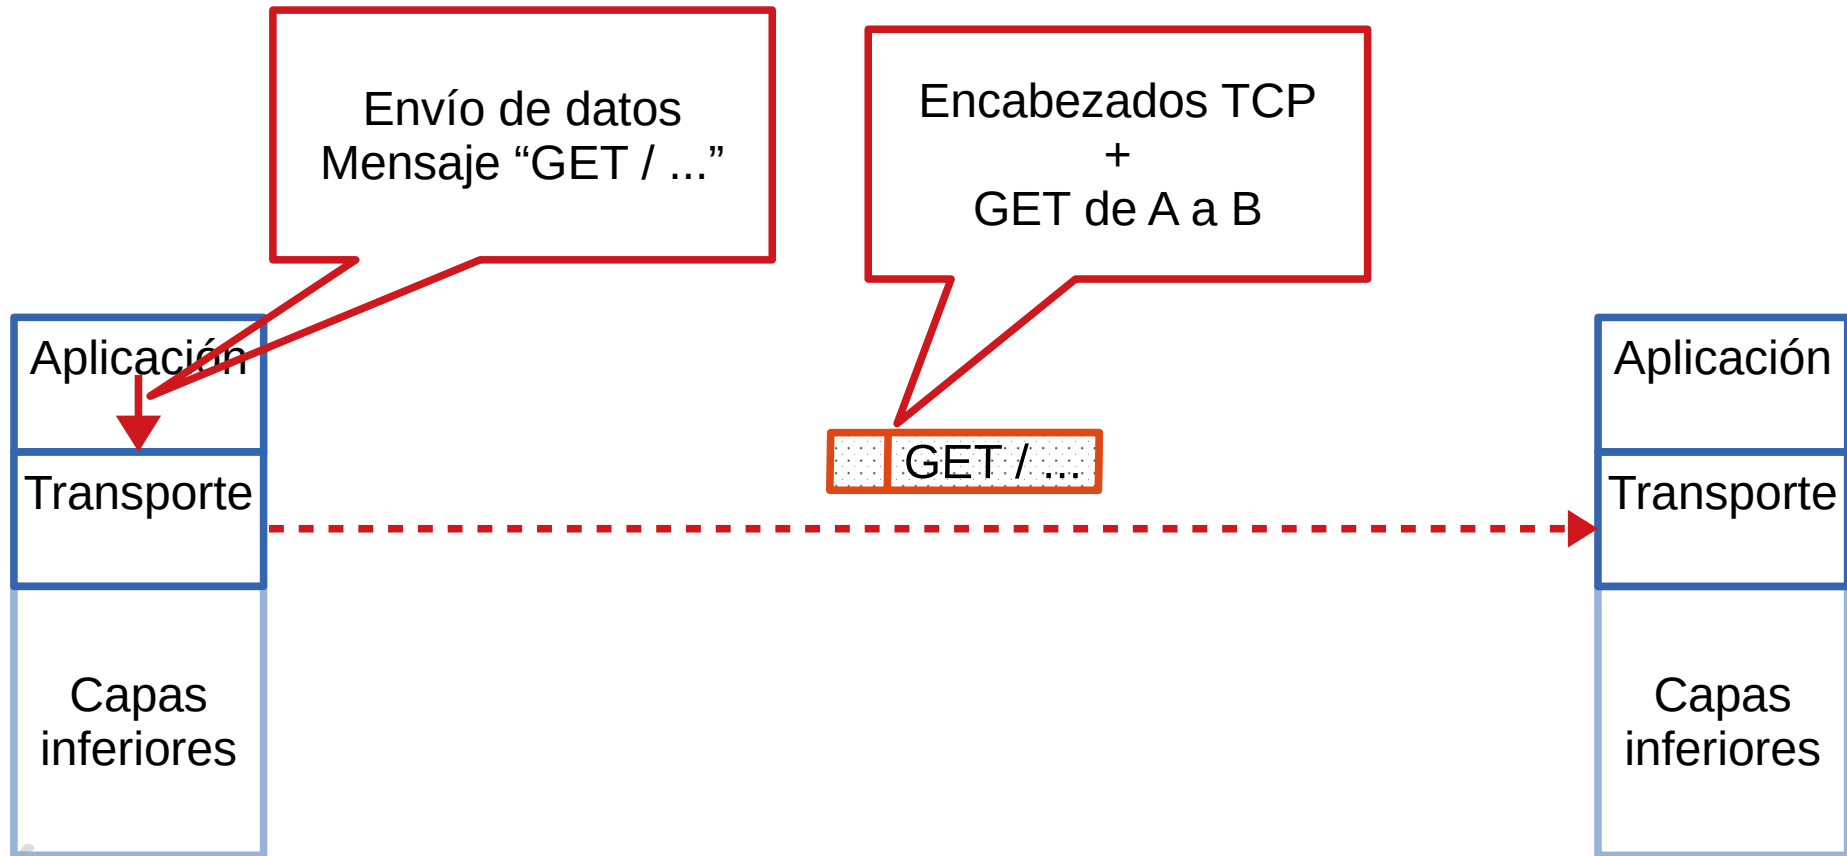 Envío de datos
Mensaje “GET / ...”
Encabezados TCP
+
GET de A a B
Aplicación
Transporte
Capas
inferiores
GET / ...
Aplicación
Transporte
Capas
inferiores